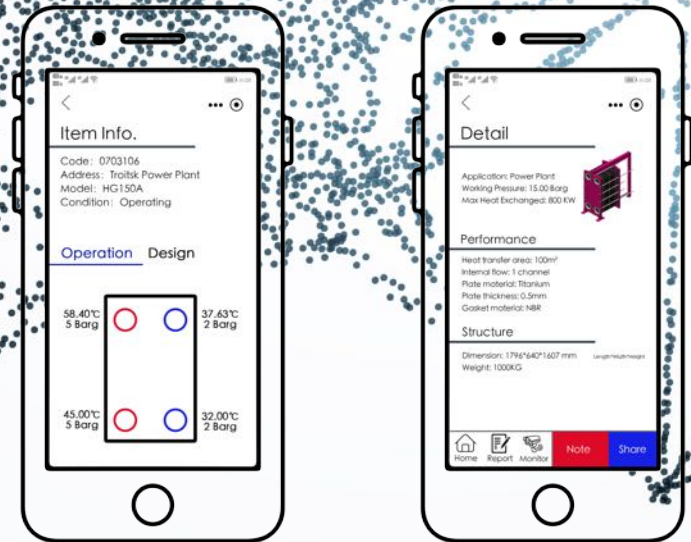 Item Info.
Code: 0703106
Address: Troitsk Power Plant
Model: HG150A
Condition: Operating
Operation Design
58.40℃ 37.63℃
5 Barg 2 Barg
45.00℃ 32.00℃
5 Barg 2 Barg
Detail
Application: Power Plant
Working Pressure: 15.00 Barg
Max Heat Exchanged: 800 KW
Performance
Heat transfer area: 100m²
Internal flow: 1 channel
Plate material: Titanium
Plate thickness: 0.5mm
Gasket material: NBR
Structure
Dimension: 1796*640*1607 mm Length*Width*Height
Weight: 1000KG
Home Report Monitor Note Share